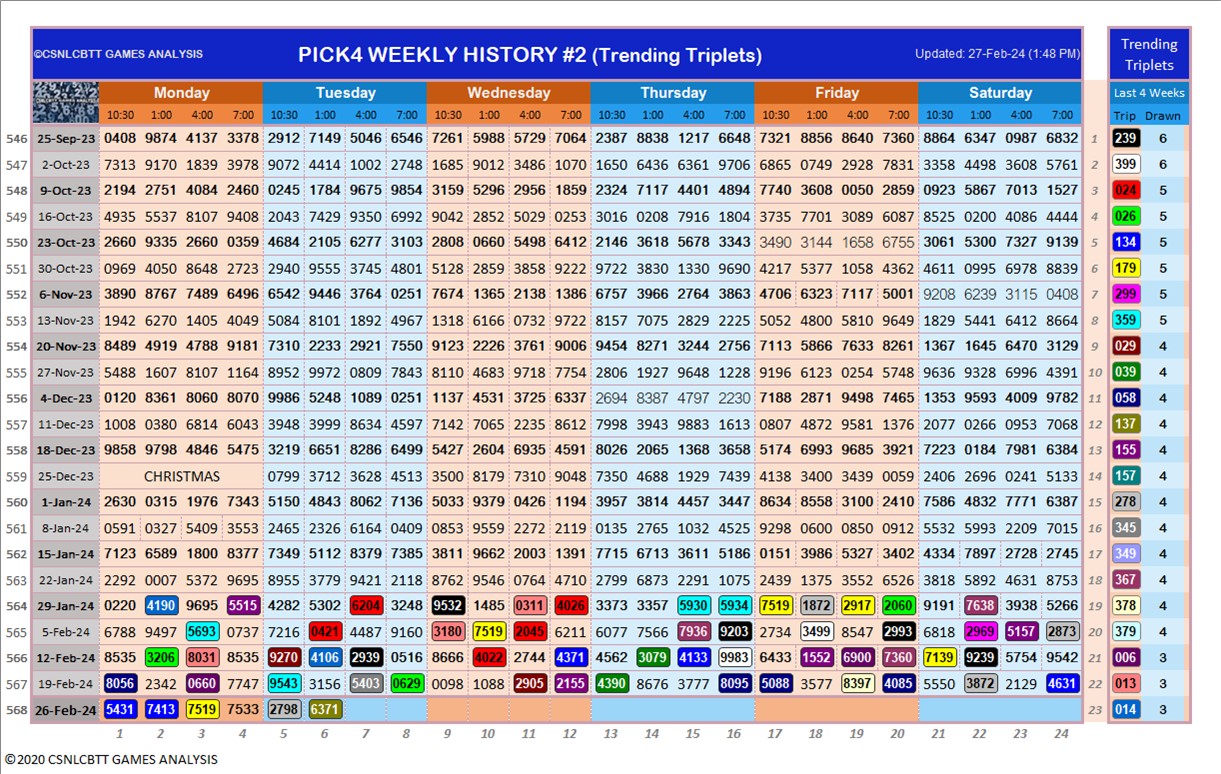 ©CSNLCBTT GAMES ANALYSIS PICK4 WEEKLY HISTORY #2 (Trending Triplets) Updated: 27-Feb-24 (1:48 PM) Trending Triplets
Monday Tuesday Wednesday Thursday Friday Saturday Last 4 Weeks
10:30 1:00 4:00 7:00 10:30 1:00 4:00 7:00 10:30 1:00 4:00 7:00 10:30 1:00 4:00 7:00 10:30 1:00 4:00 7:00 10:30 1:00 4:00 7:00 Trip Drawn
546 25-Sep-23 0408 9874 4137 3378 2912 7149 5046 6546 7261 5988 5729 7064 2387 8838 1217 6648 7321 8856 8640 7360 8864 6347 0987 6832 1 239 6
547 2-Oct-23 7313 9170 1839 3978 9072 4414 1002 2748 1685 9012 3486 1070 1650 6436 6361 9706 6865 0749 2928 7831 3358 4498 3608 5761 2 399 6
548 9-Oct-23 2194 2751 4084 2460 0245 1784 9675 9854 3159 5296 2956 1859 2324 7117 4401 4894 7740 3608 0050 2859 0923 5867 7013 1527 3 024 5
549 16-Oct-23 4935 5537 8107 9408 2043 7429 9350 6992 9042 2852 5029 0253 3016 0208 7916 1804 3735 7701 3089 6087 8525 0200 4086 4444 4 026 5
550 23-Oct-23 2660 9335 2660 0359 4684 2105 6277 3103 2808 0660 5498 6412 2146 3618 5678 3343 3490 3144 1658 6755 3061 5300 7327 9139 5 134 5
551 30-Oct-23 0969 4050 8648 2723 2940 9555 3745 4801 5128 2859 3858 9222 9722 3830 1330 9690 4217 5377 1058 4362 4611 0995 6978 8839 6 179 5
552 6-Nov-23 3890 8767 7489 6496 6542 9446 3764 0251 7674 1365 2138 1386 6757 3966 2764 3863 4706 6323 7117 5001 9208 6239 3115 0408 7 299 5
553 13-Nov-23 1942 6270 1405 4049 5084 8101 1892 4967 1318 6166 0732 9722 8157 7075 2829 2225 5052 4800 5810 9649 1829 5441 6412 8664 8 359 5
554 20-Nov-23 8489 4919 4788 9181 7310 2233 2921 7550 9123 2226 3761 9006 9454 8271 3244 2756 7113 5866 7633 8261 1367 1645 6470 3129 9 029 4
555 27-Nov-23 5488 1607 8107 1164 8952 9972 0809 7843 8110 4683 9718 7754 2806 1927 9648 1228 9196 6123 0254 5748 9636 9328 6996 4391 10 039 4
556 4-Dec-23 0120 8361 8060 8070 9986 5248 1089 0251 1137 4531 3725 6337 2694 8387 4797 2230 7188 2871 9498 7465 1353 9593 4009 9782 11 058 4
557 11-Dec-23 1008 0380 6814 6043 3948 3999 8634 4597 7142 7065 2235 8612 7998 3943 9883 1613 0807 4872 9581 1376 2077 0266 0953 7068 12 137 4
558 18-Dec-23 9858 9798 4846 5475 3219 6651 8286 6499 5427 2604 6935 4591 8026 2065 1368 3658 5174 6993 9685 3921 7223 0184 7981 6384 13 155 4
559 25-Dec-23 CHRISTMAS 0799 3712 3628 4513 3500 8179 7310 9048 7350 4688 1929 4739 4138 3400 3439 0059 2406 2696 0241 5133 14 157 4
560 1-Jan-24 2630 0315 1976 7343 5150 4843 8062 7136 5033 9379 0426 1194 3957 3814 4457 3447 8634 8558 3100 2410 7586 4832 7771 6387 15 278 4
561 8-Jan-24 0591 0327 5409 3553 2465 2326 6164 0409 0853 9559 2272 2119 0135 2765 1032 4525 9298 0600 0850 0912 5532 5993 2209 7015 16 345 4
562 15-Jan-24 7123 6589 1800 8377 7349 5112 8379 7385 3811 9662 2003 1391 7715 6713 3611 5186 0151 3986 5327 3402 4334 7897 2728 2745 17 349 4
563 22-Jan-24 2292 0007 5372 9695 8955 3779 9421 2118 8762 9546 0764 4710 2799 6873 2291 1075 2439 1375 3552 6526 3818 5892 4631 8753 18 367 4
564 29-Jan-24 0220 4190 9695 5515 4282 5302 6204 3248 9532 1485 0311 4026 3373 3357 5930 5934 7519 1872 2917 2060 9191 7638 3938 5266 19 378 4
565 5-Feb-24 6788 9497 5693 0737 7216 0421 4487 9160 3180 7519 2045 6211 6077 7566 7936 9203 2734 3499 8547 2993 6818 2969 5157 2873 20 379 4
566 12-Feb-24 8535 3206 8031 8535 9270 4106 2939 0516 8666 4022 2744 4371 4562 3079 4133 9983 6433 1552 6900 7360 7139 9239 5754 9542 21 006 3
567 19-Feb-24 8056 2342 0660 7747 9543 3156 5403 0629 0098 1088 2905 2155 4390 8676 3777 8095 5088 3577 8397 4085 5550 3872 2129 4631 22 013 3
568 26-Feb-24 5431 7413 7519 7533 2798 6371 23 014 3
1 2 3 4 5 6 7 8 9 10 11 12 13 14 15 16 17 18 19 20 21 22 23 24
©2020 CSNLCBTT GAMES ANALYSIS